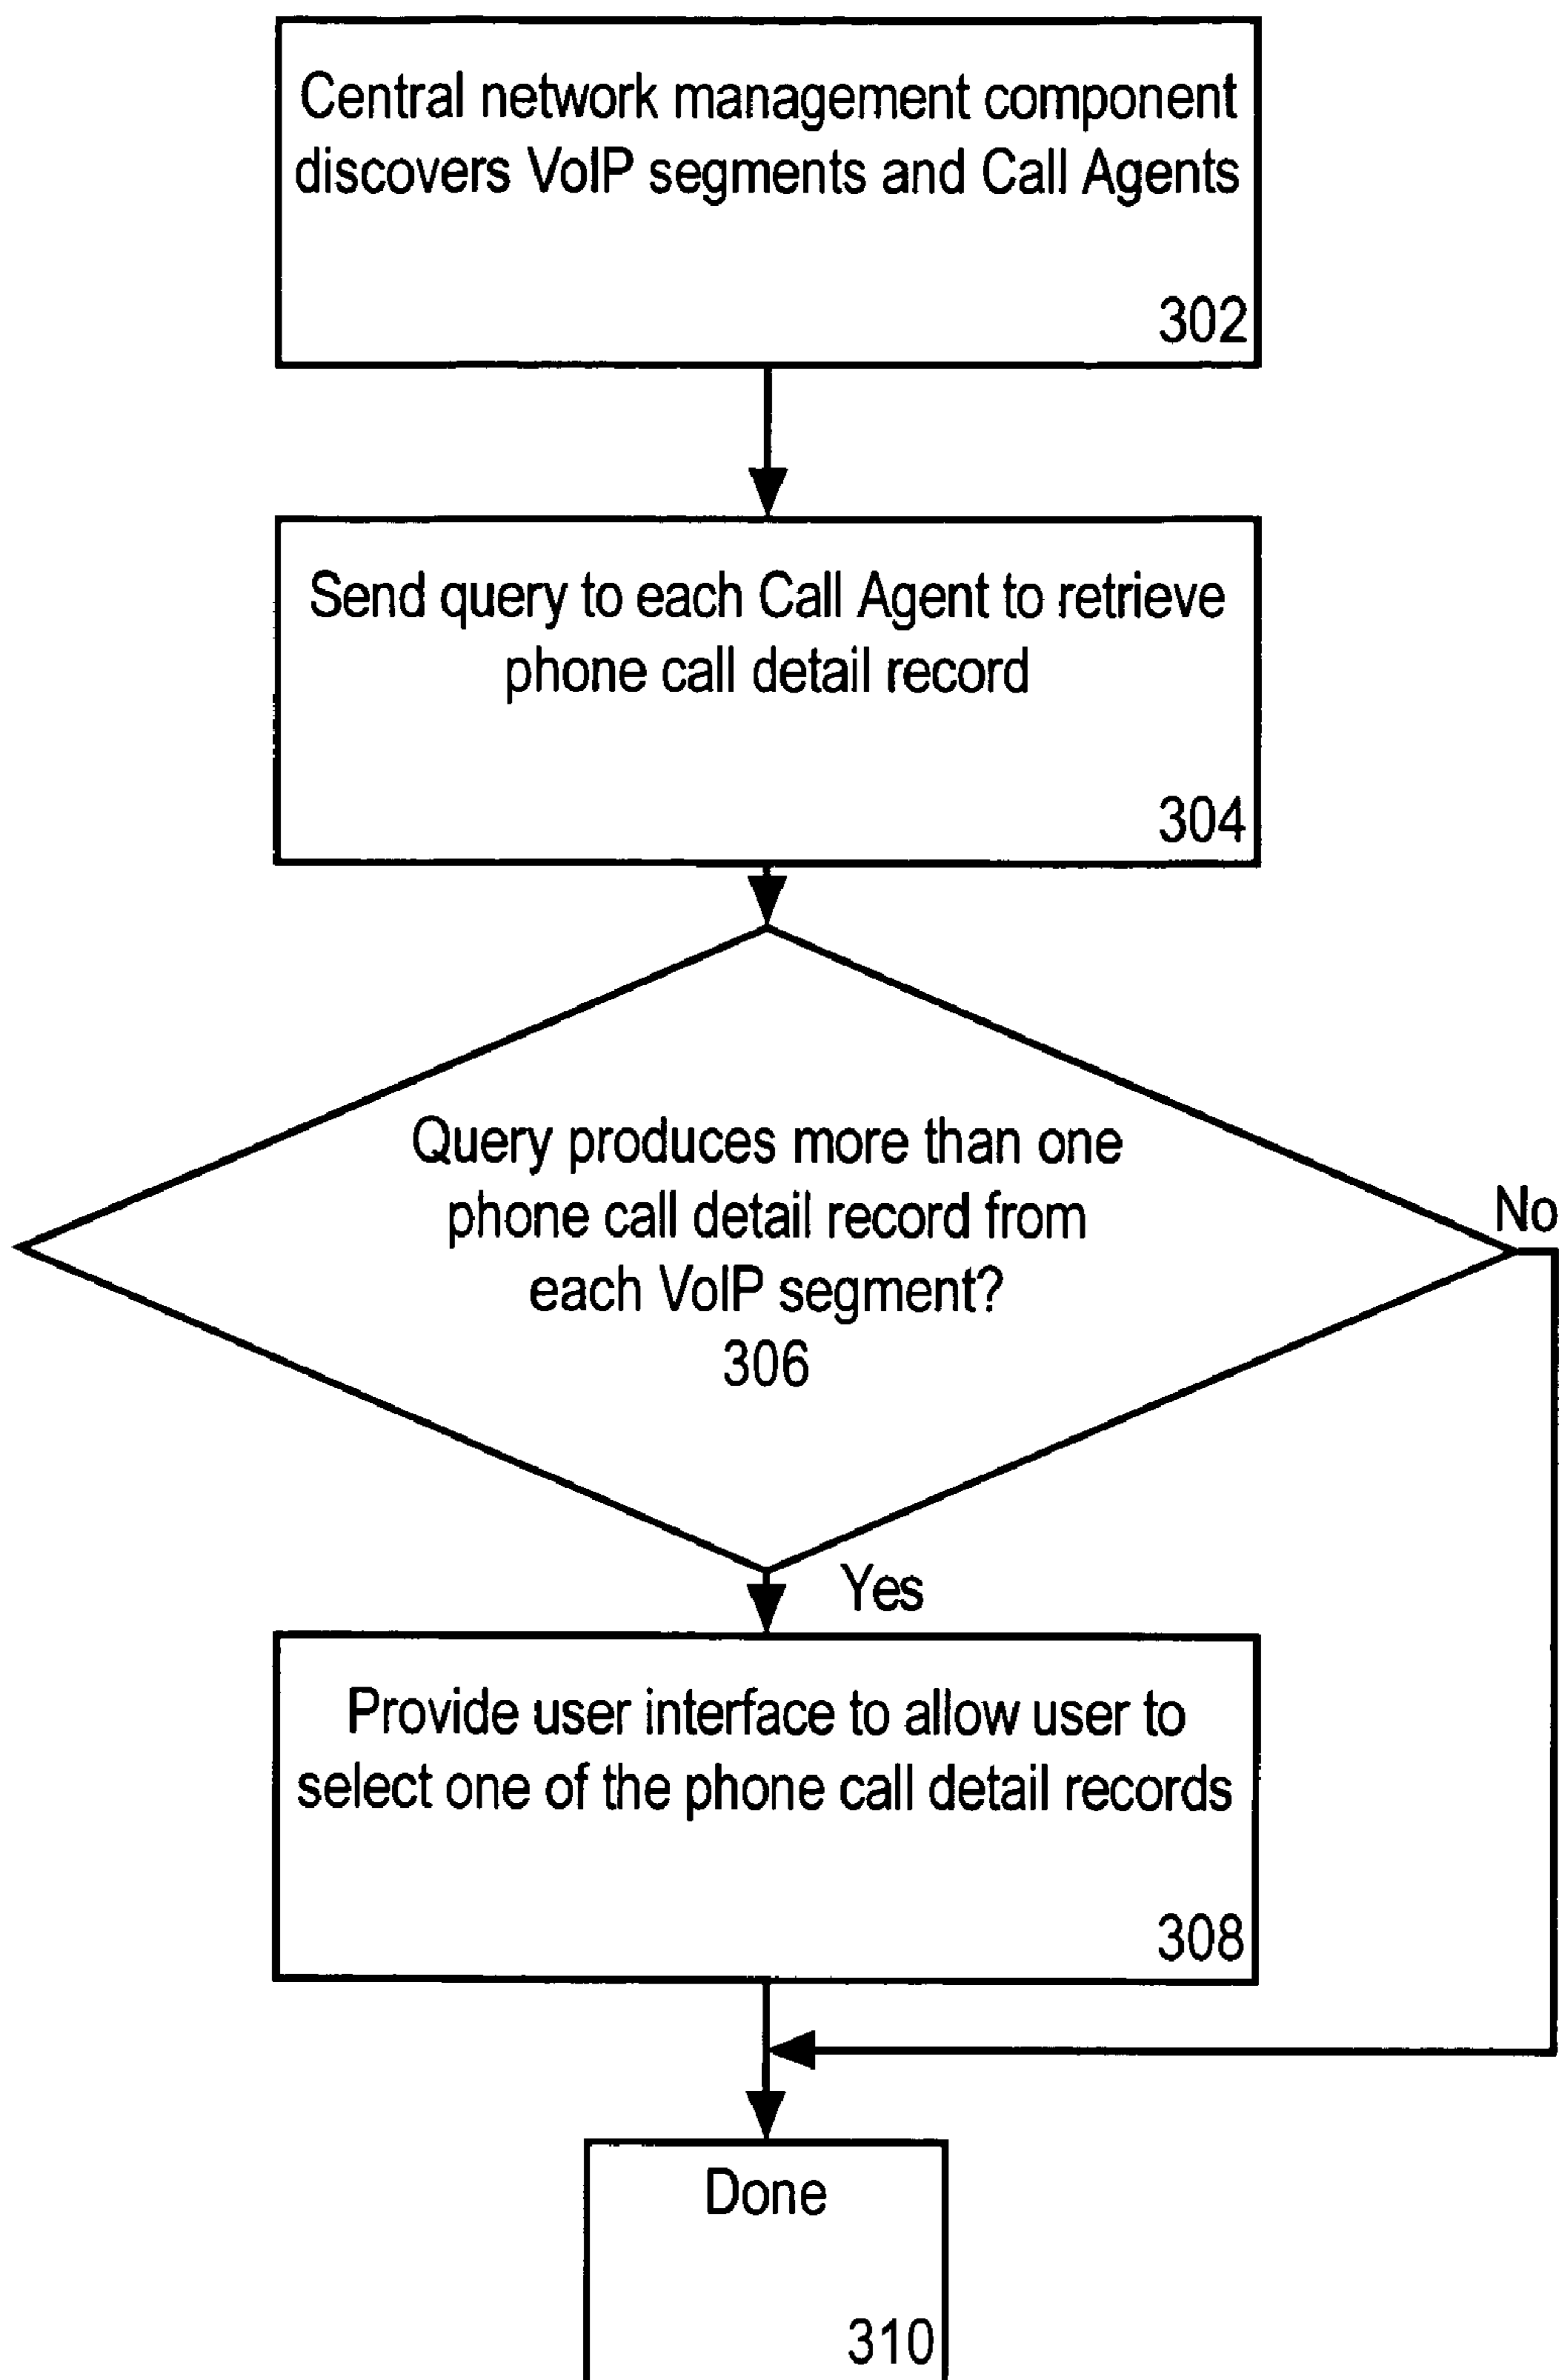 Central network management component
discovers VoIP segments and Call Agents
302
Send query to each Call Agent to retrieve
phone call detail record
304
Query produces more than one
phone call detail record from
each VoIP segment?
306
No
Yes
Provide user interface to allow user to
select one of the phone call detail records
308
Done
310